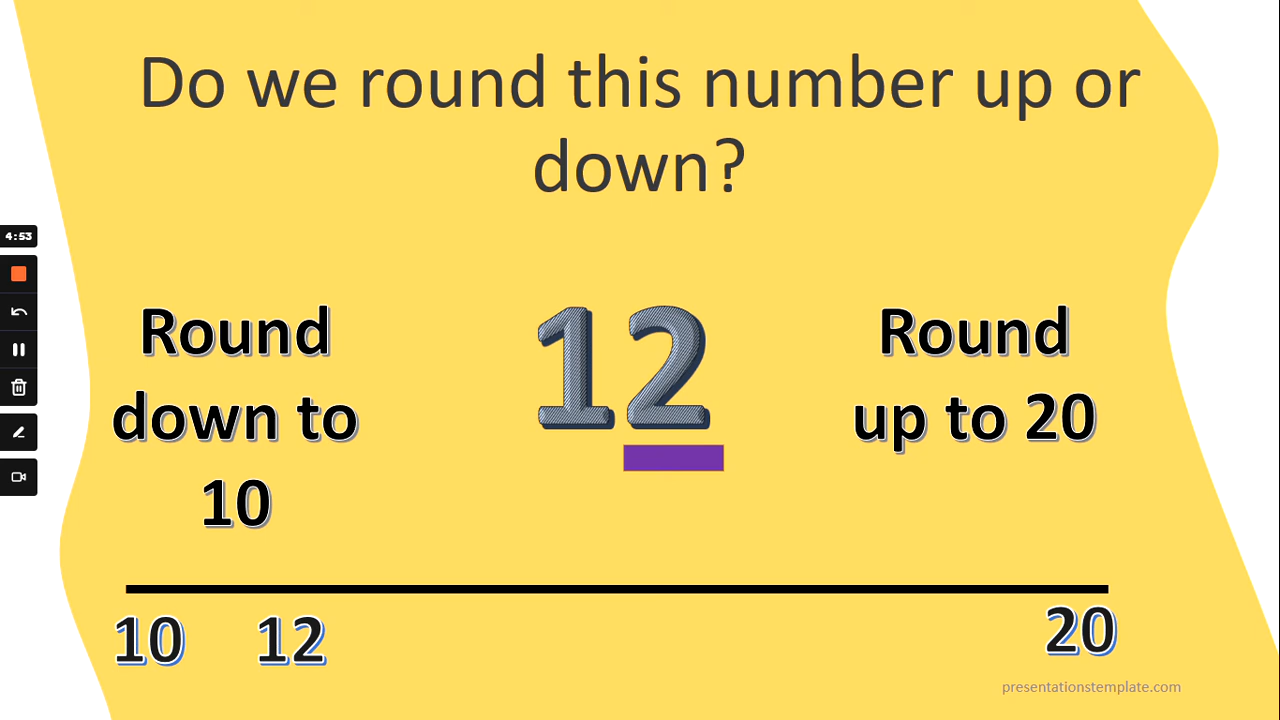 Do we round this number up or
down?
4:53
Round
down to
10
12
Round
up to 20
10 12 20
presentationstemplate.com